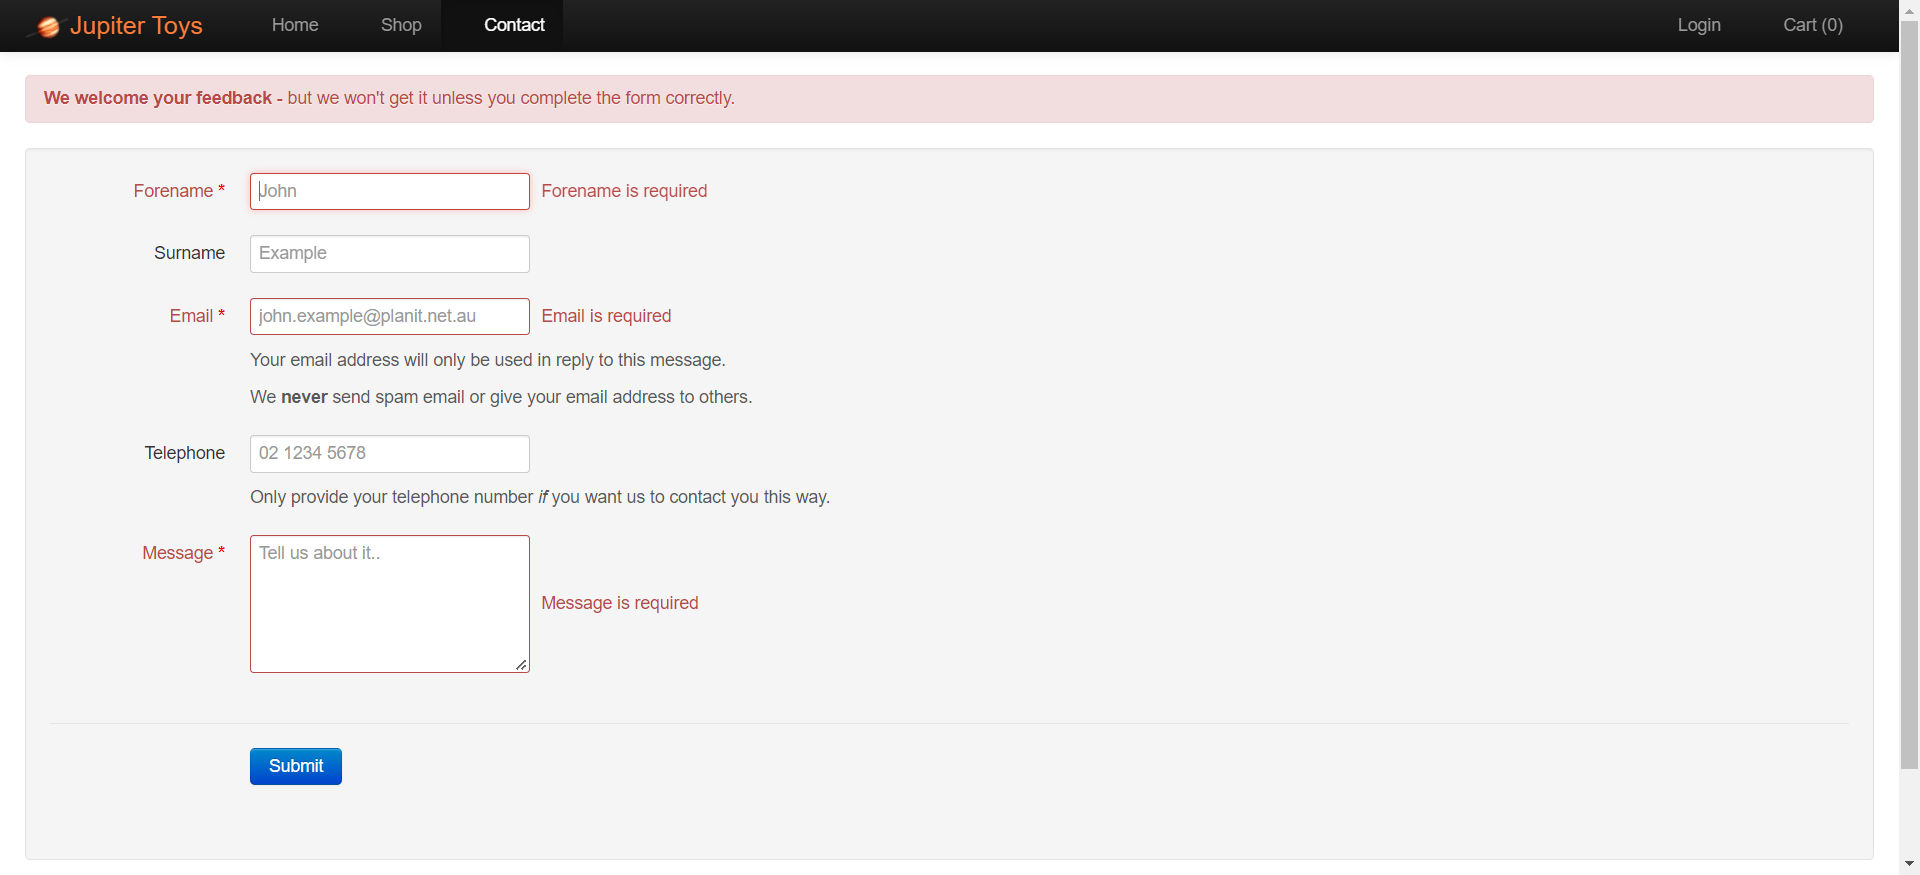 Jupiter Toys Home Shop Contact Login Cart (0)
We welcome your feedback - but we won't get it unless you complete the form correctly.
Forename * John Forename is required
Surname Example
Email * john.example@planit.net.au Email is required
Your email address will only be used in reply to this message.
We never send spam email or give your email address to others.
Telephone 02 1234 5678
Only provide your telephone number if you want us to contact you this way.
Message * Tell us about it..
Message is required
Submit